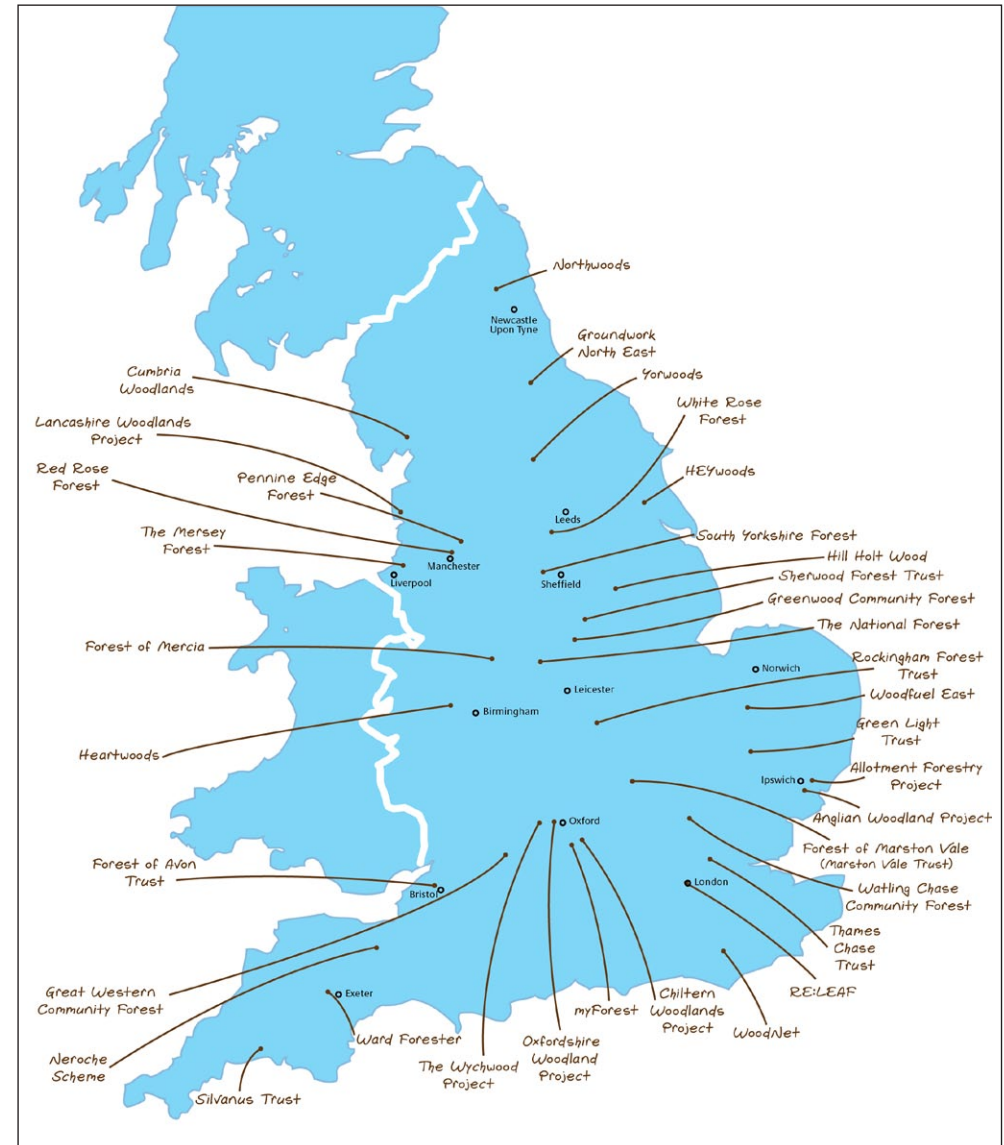 Northwoods
Newcastle
Upon Tyne
Groundwork
North East
Yorwoods
Cumbria
Woodlands
White Rose
Forest
Lancashire Woodlands
Project
Red Rose
Forest
Pennine Edge
Forest
HEYwoods
Leeds
The Mersey
Forest
South Yorkshire Forest
Manchester
Hill Holt Wood
Liverpool
Sheffield
Sherwood Forest Trust
Greenwood Community Forest
The National Forest
Forest of Mercia
Rockingham Forest
Trust
Norwich
Leicester
Woodfuel East
Birmingham
Green Light
Trust
Heartwoods
Allotment Forestry
Project
Ipswich
Anglian Woodland Project
Oxford
Forest of Marston Vale
(Marston Vale Trust)
Forest of Avon
Trust
Bristol
London
Watling Chase
Community Forest
Thames
Chase
Trust
Great Western
Community Forest
Exeter
RE:LEAF
Chiltern
Woodlands
Project
myForest
WoodNet
Ward Forester
Oxfordshire
Woodland
Project
Neroche
Scheme
The Wychwood
Project
Silvanus Trust